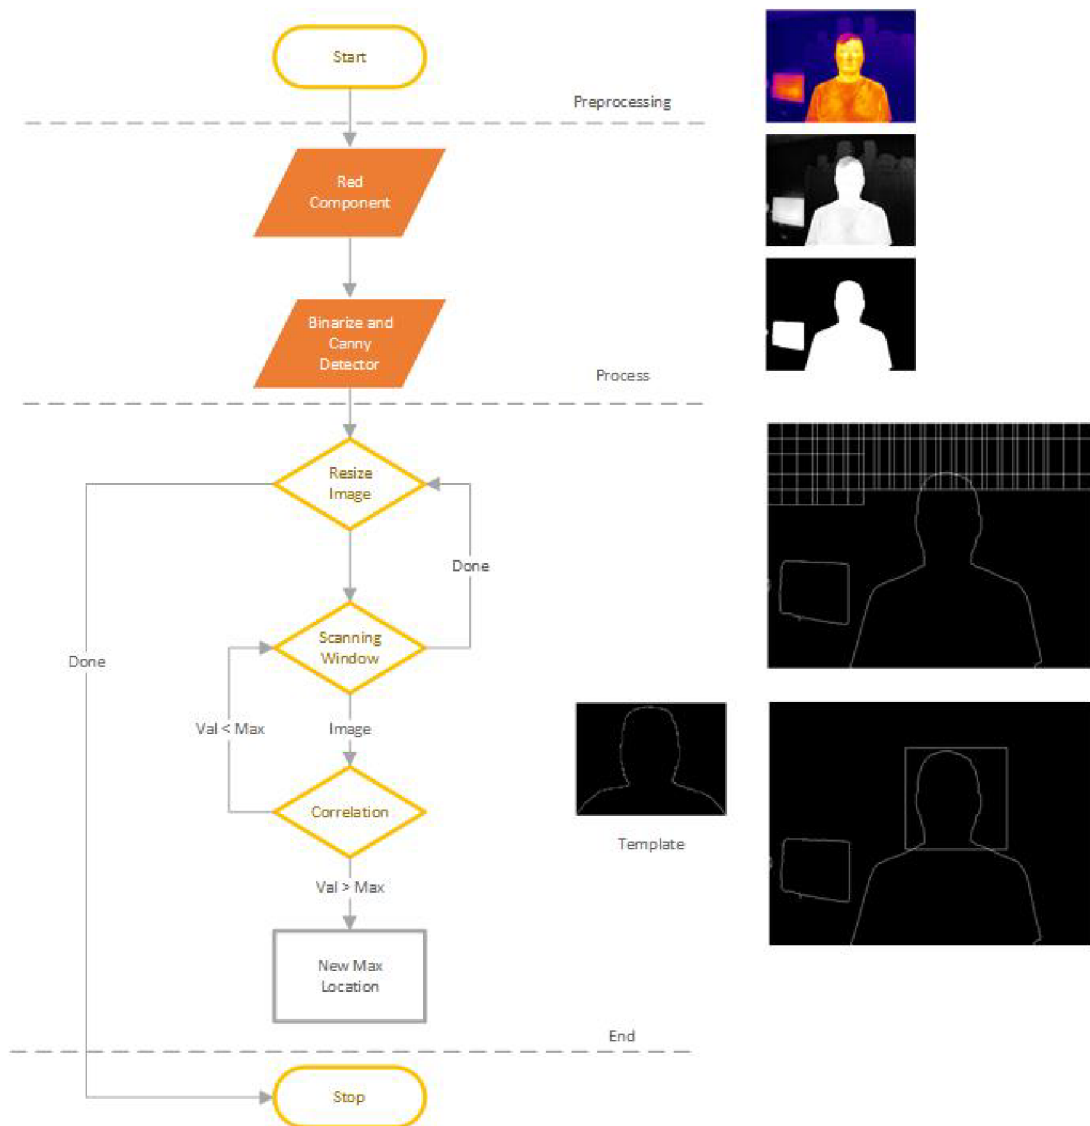 Start
Preprocessing
Red
Component
Binarize and
Canny
Detector
Process
Resize
Image
Done
Scanning
Window
Done
Val < Max
Image
Correlation
Template
Val > Max
New Max
Location
End
Stop